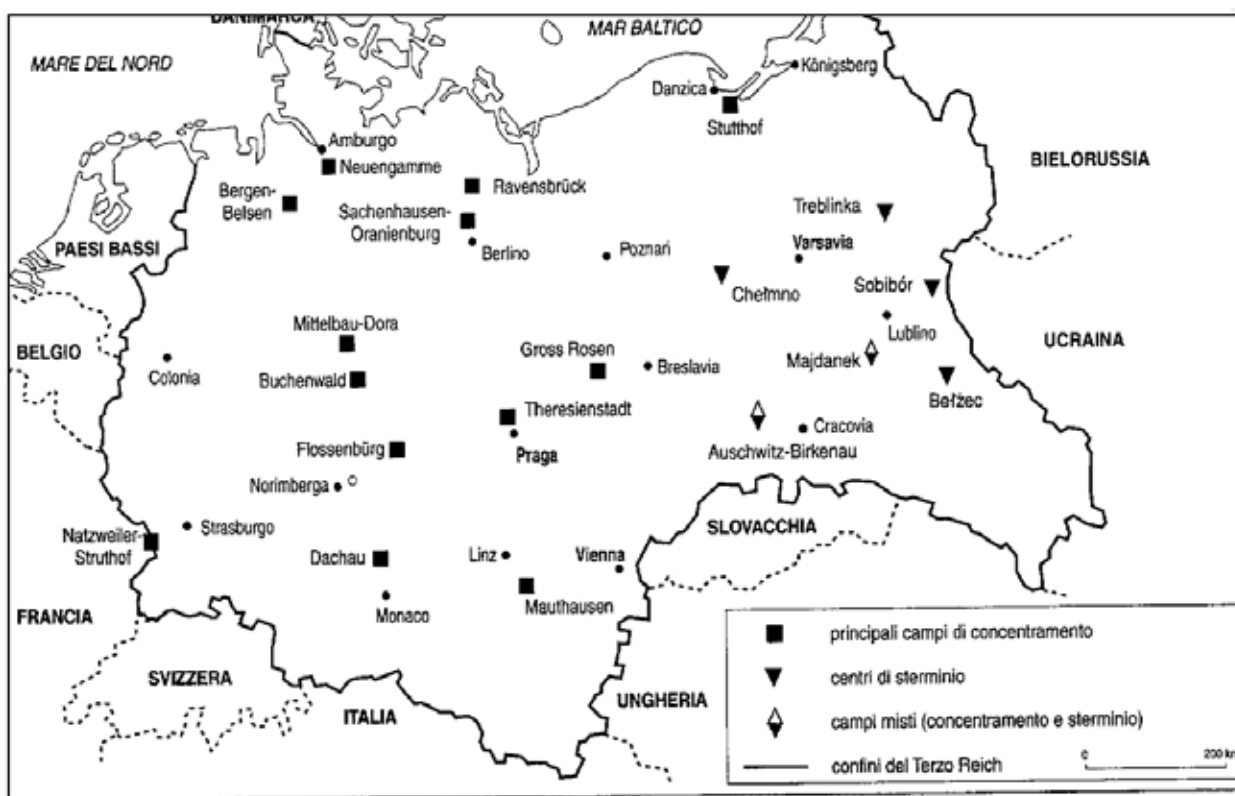 DANIMARCA
MAR BALTICO
MARE DEL NORD
Königsberg
Danzica
Stutthof
Amburgo
Neuengamme
BIELORUSSIA
Bergen-
Belsen
Ravensbrück
Sachenhausen-
Oranienburg
Treblinka
PAESI BASSI
Berlino
Poznań
Varsavia
Chełmno
Sobibór
Mittelbau-Dora
Lublino
BELGIO
Gross Rosen
UCRAINA
Colonia
Buchenwald
Breslavia
Majdanek
Bełżec
Theresienstadt
Praga
Cracovia
Flossenbürg
Auschwitz-Birkenau
Norimberga
Strasburgo
SLOVACCHIA
Natzweiler-
Struthof
Dachau
Linz
Vienna
Monaco
Mauthausen
FRANCIA
SVIZZERA
ITALIA
UNGHERIA
principali campi di concentramento
centri di sterminio
campi misti (concentramento e sterminio)
confini del Terzo Reich
0 200 km